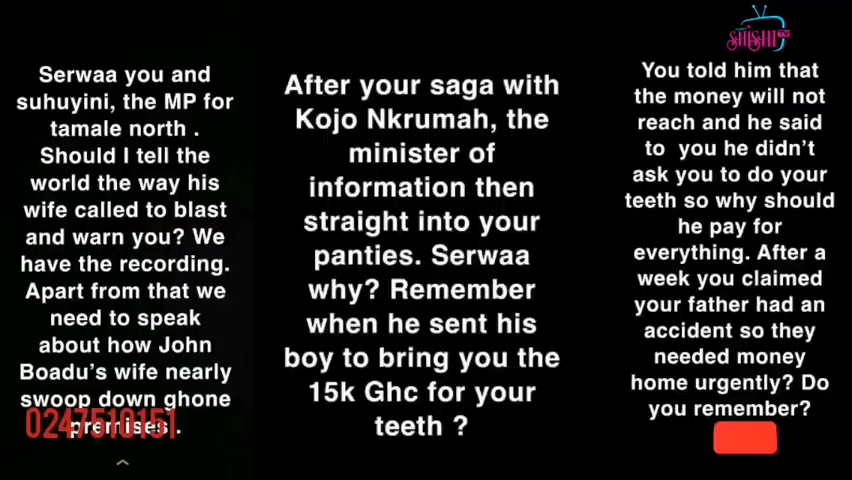 Serwaa you and
suhuyini, the MP for
tamale north .
Should I tell the
world the way his
wife called to blast
and warn you? We
have the recording.
Apart from that we
need to speak
about how John
Boadu’s wife nearly
swoop down ghone
premises .
0247510151
After your saga with
Kojo Nkrumah, the
minister of
information then
straight into your
panties. Serwaa
why? Remember
when he sent his
boy to bring you the
15k Ghc for your
teeth ?
TV
You told him that
the money will not
reach and he said
to you he didn’t
ask you to do your
teeth so why should
he pay for
everything. After a
week you claimed
your father had an
accident so they
needed money
home urgently? Do
you remember?